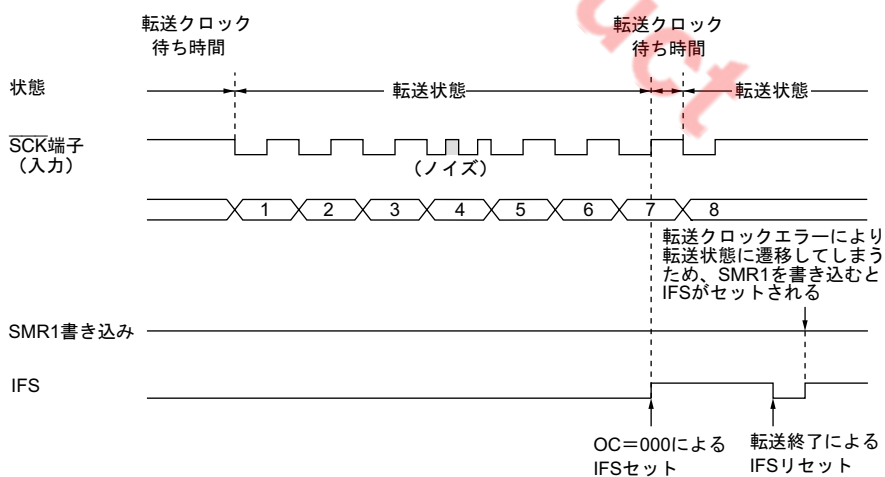 転送クロック
待ち時間
転送クロック
待ち時間
状態
転送状態
転送状態
SCK端子
（入力）
（ノイズ）
1 2 3 4 5 6 7 8
転送クロックエラーにより
転送状態に遷移してしまう
ため、SMR1を書き込むと
IFSがセットされる
SMR1書き込み
IFS
OC＝000による
IFSセット
転送終了による
IFSリセット
uct